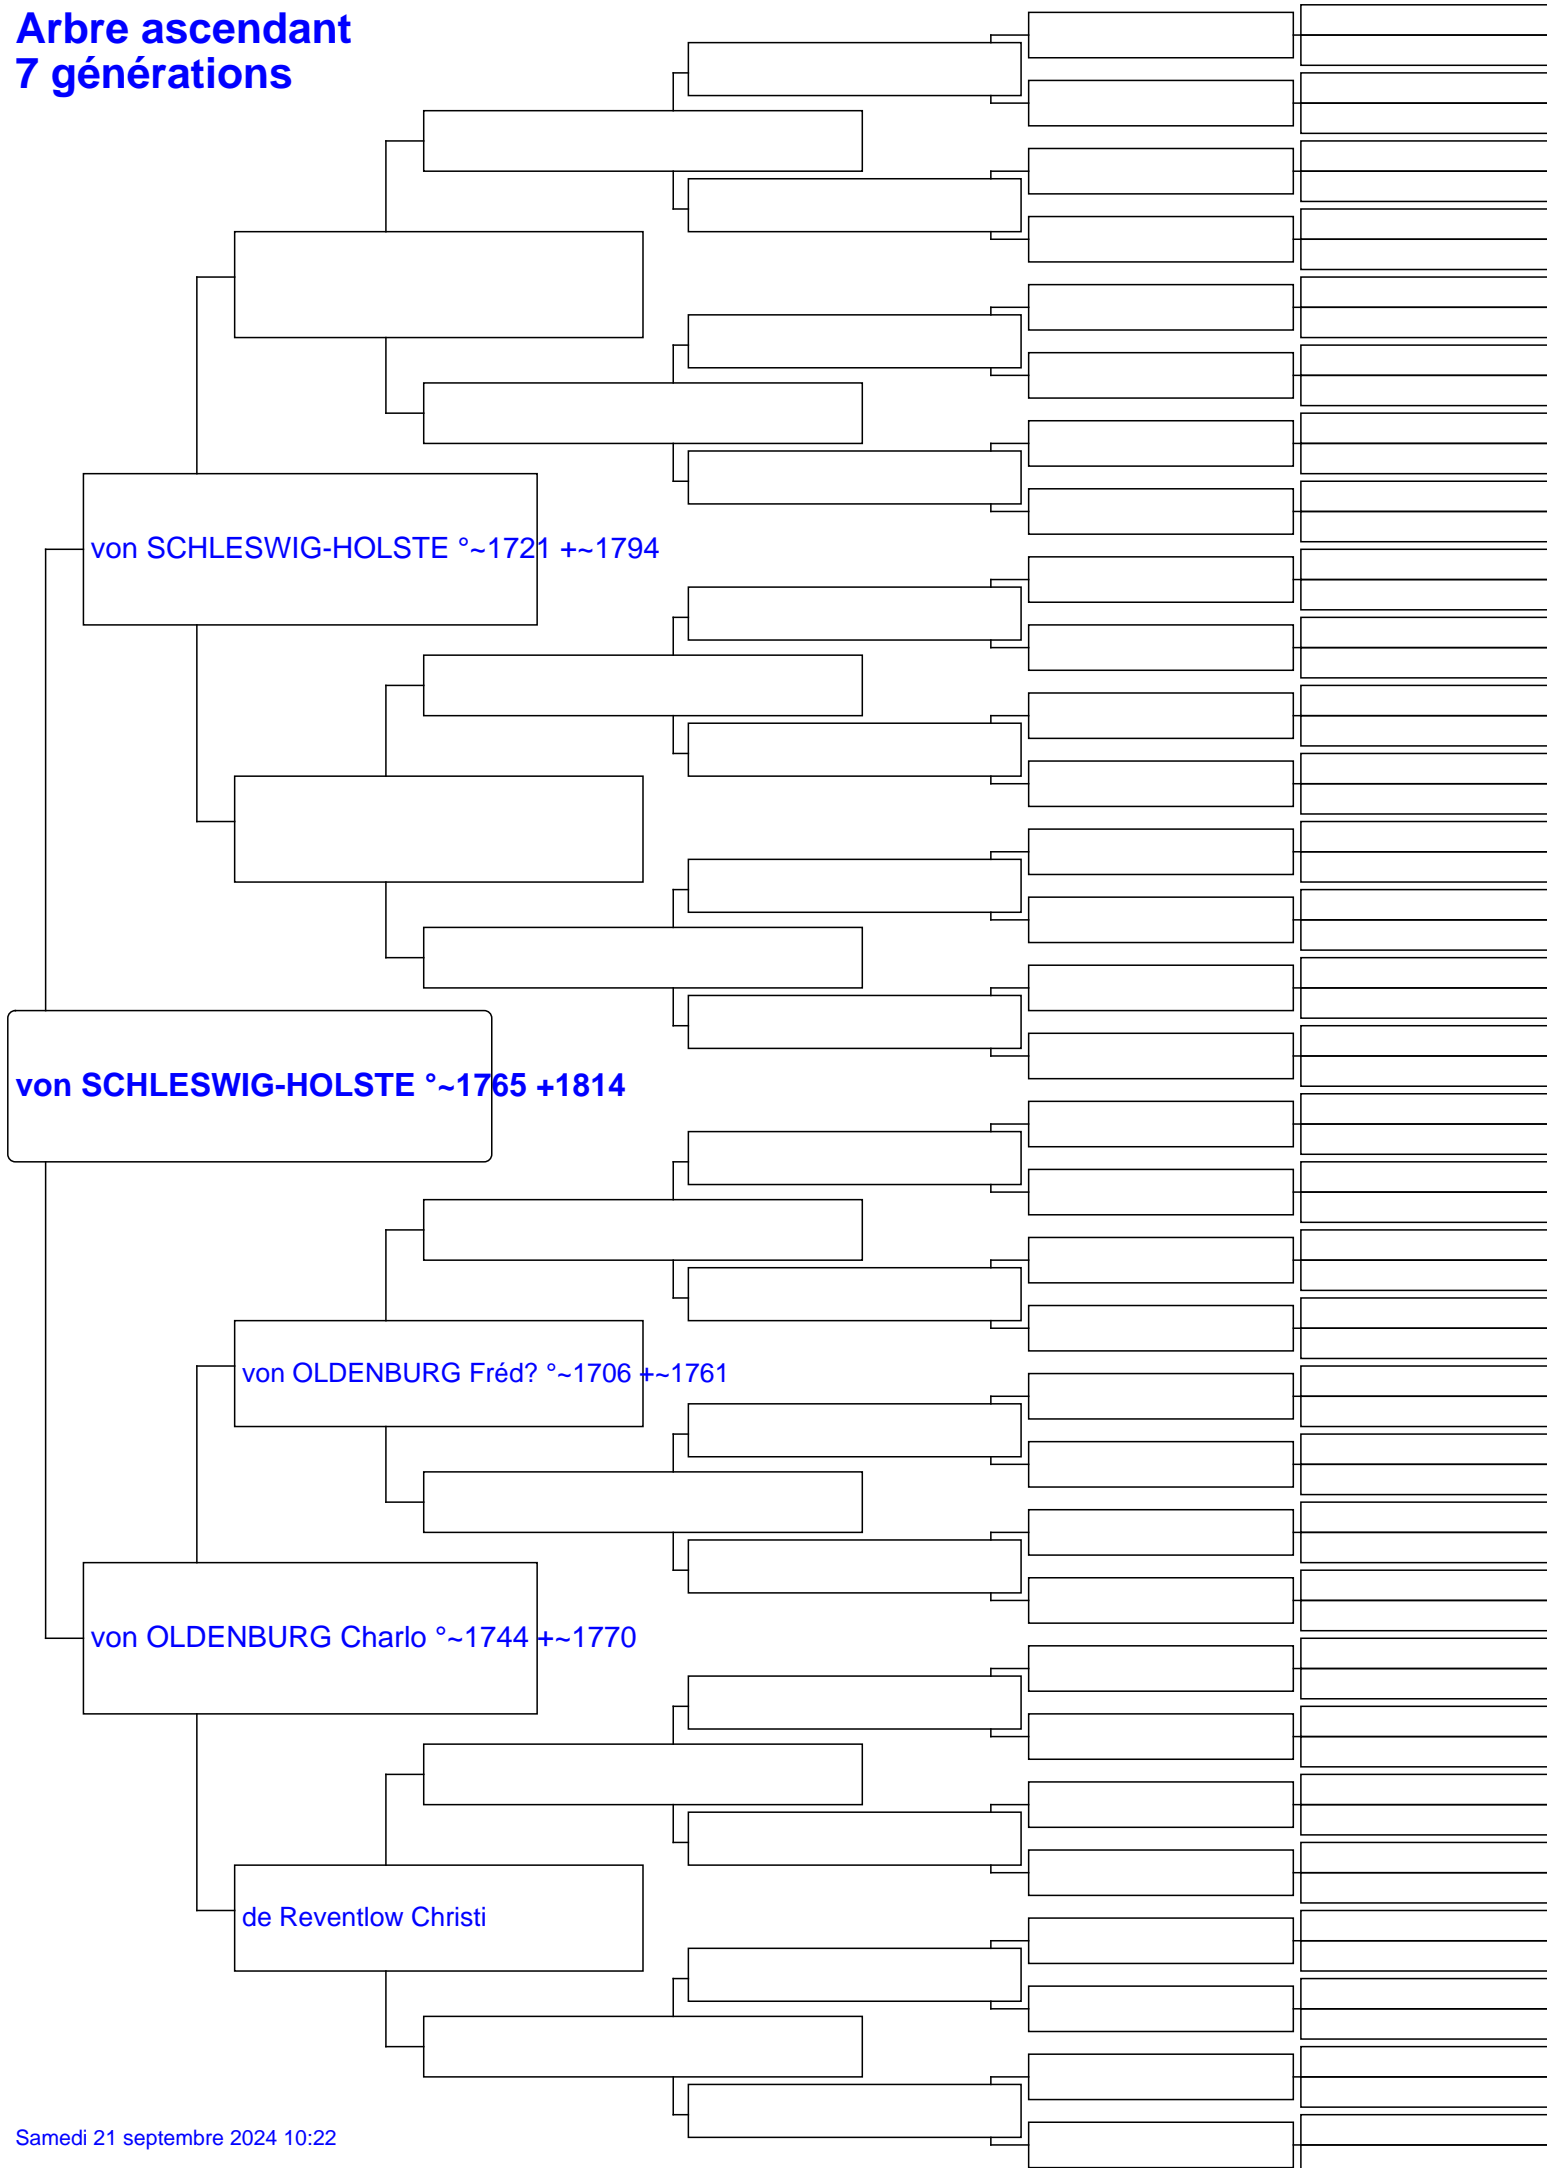 Arbre ascendant
7 générations
von SCHLESWIG-HOLSTE °~1721 +~1794
von SCHLESWIG-HOLSTE °~1765 +1814
von OLDENBURG Fréd? °~1706 +~1761
von OLDENBURG Charlo °~1744 +~1770
de Reventlow Christi
Samedi 21 septembre 2024 10:22